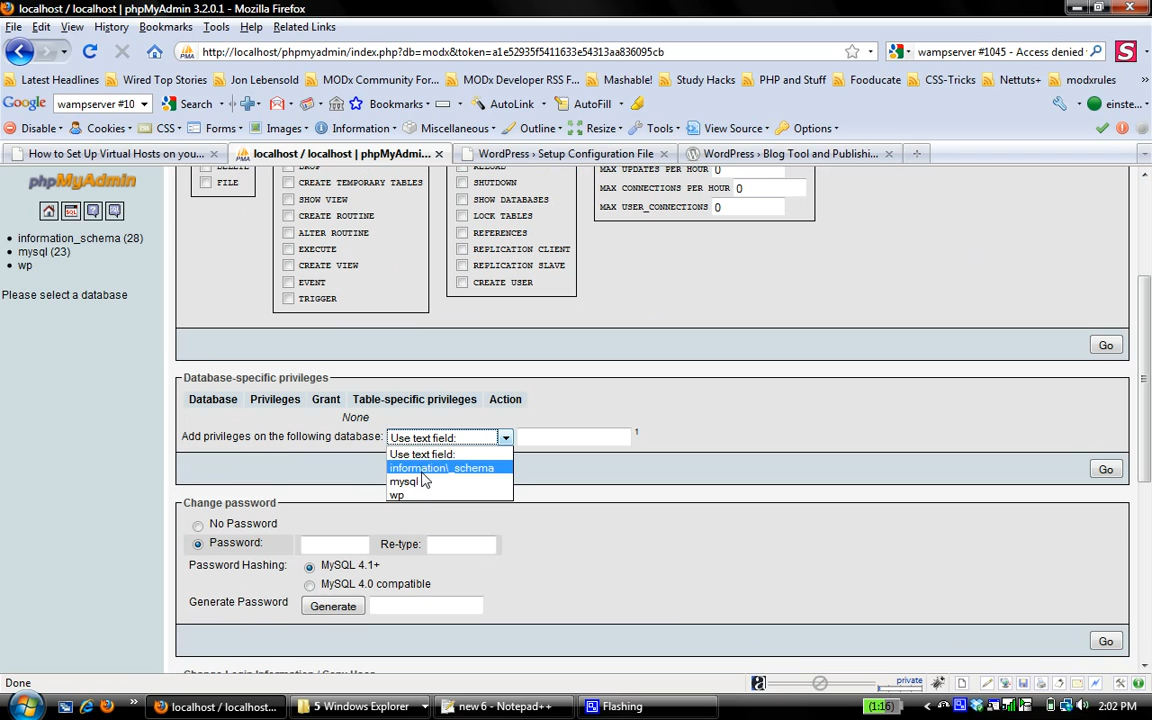 localhost / localhost | phpMyAdmin 3.2.0.1 - Mozilla Firefox
File Edit View History Bookmarks Tools Help Related Links
http://localhost/phpmyadmin/index.php?db=modx&token=a1e52935f5411633e54313aa836095cb
wampserver #1045 - Access denied
S
Latest Headlines Wired Top Stories Jon Lebensold MODx Community For... MODx Developer RSS F... Mashable! Study Hacks PHP and Stuff Fooducate CSS-Tricks Nettuts+ modxrules »
Google wampserver #10 Search Bookmarks AutoLink AutoFill einste...
Disable Cookies CSS Forms Images Information Miscellaneous Outline Resize Tools View Source Options
How to Set Up Virtual Hosts on you... localhost / localhost | phpMyAdmi... WordPress › Setup Configuration File WordPress › Blog Tool and Publishin...
phpMyAdmin
information_schema (28)
mysql (23)
wp
Please select a database
DELETE
FILE
DROP
CREATE TEMPORARY TABLES
SHOW VIEW
CREATE ROUTINE
ALTER ROUTINE
EXECUTE
CREATE VIEW
EVENT
TRIGGER
RELOAD
SHUTDOWN
SHOW DATABASES
LOCK TABLES
REFERENCES
REPLICATION CLIENT
REPLICATION SLAVE
CREATE USER
MAX UPDATES PER HOUR 0
MAX CONNECTIONS PER HOUR 0
MAX USER_CONNECTIONS 0
Go
Database-specific privileges
Database Privileges Grant Table-specific privileges Action
None
Add privileges on the following database: Use text field: 1
Use text field:
information\_schema
mysql
wp
Go
Change password
No Password
Password: Re-type:
Password Hashing: MySQL 4.1+
MySQL 4.0 compatible
Generate Password Generate
Go
Done
private
localhost / localhost... 5 Windows Explorer new 6 - Notepad++ Flashing (1:16) 2:02 PM